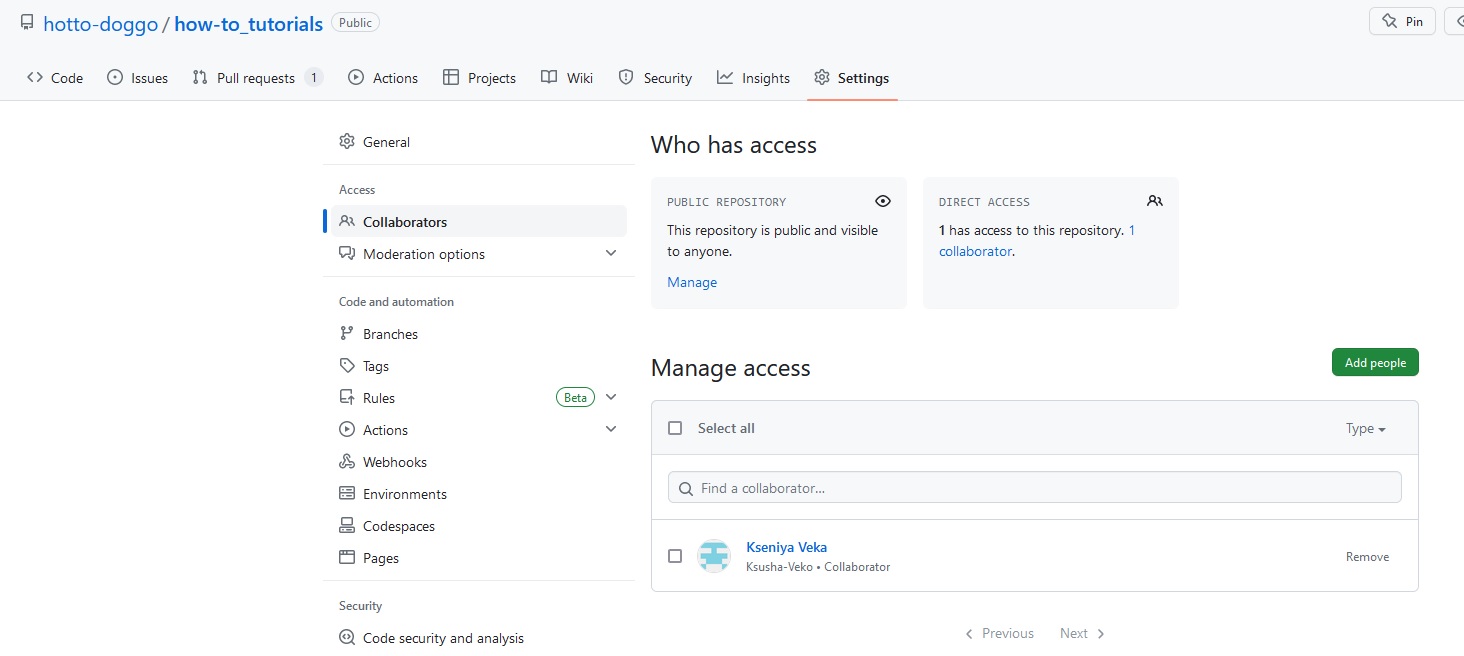 hotto-doggo / how-to_tutorials Public
Pin
Code Issues Pull requests 1 Actions Projects Wiki Security Insights Settings
General
Access
Collaborators
Moderation options
Code and automation
Branches
Tags
Rules Beta
Actions
Webhooks
Environments
Codespaces
Pages
Security
Code security and analysis
Who has access
PUBLIC REPOSITORY
This repository is public and visible
to anyone.
Manage
DIRECT ACCESS
1 has access to this repository. 1
collaborator.
Manage access
Add people
Select all
Type
Find a collaborator...
Kseniya Veka
Ksusha-Veko • Collaborator
Remove
Previous Next